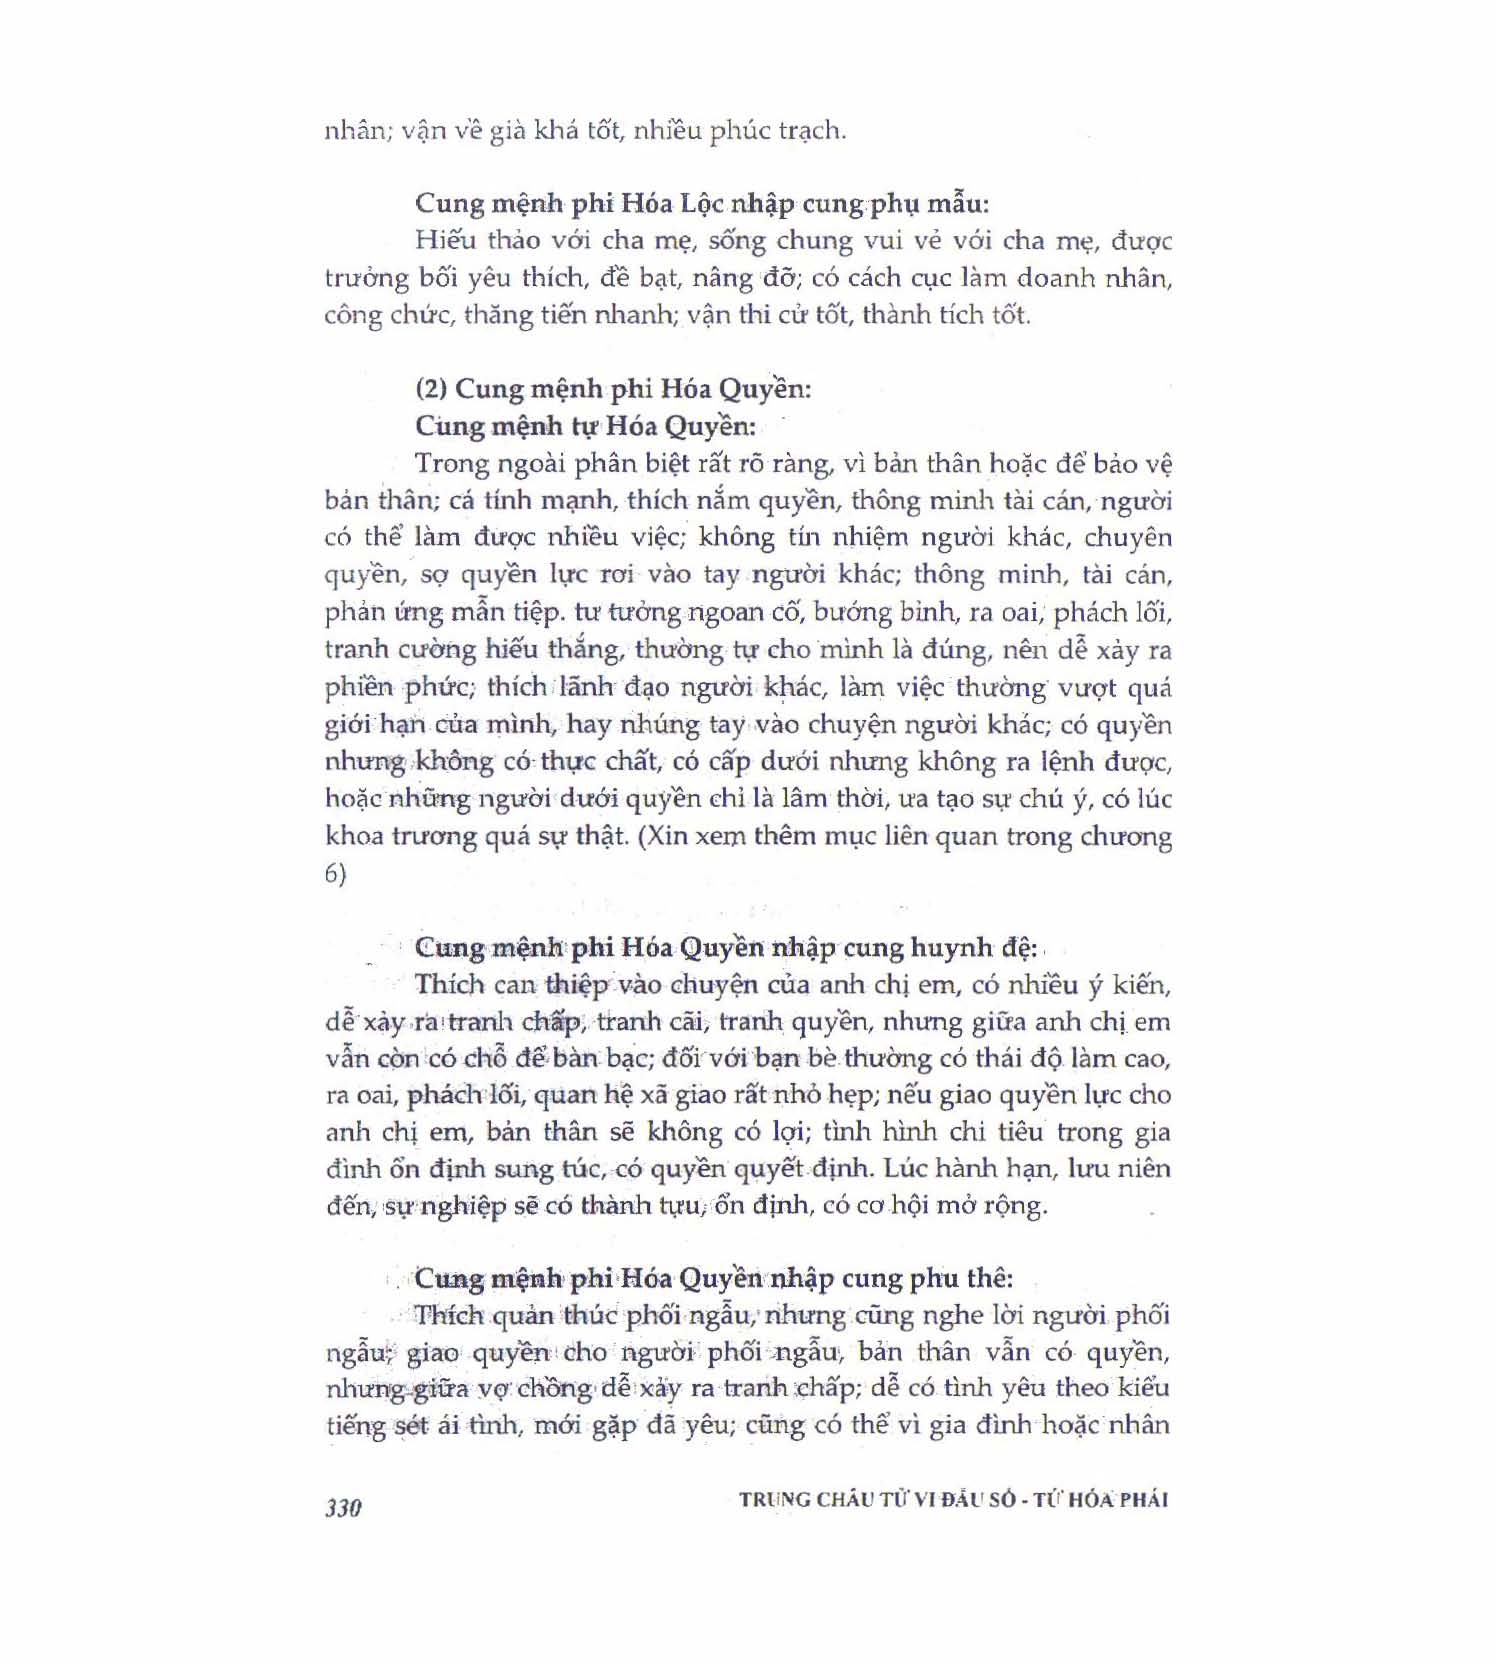 nhân; vận về già khá tốt, nhiều phúc trạch.
Cung mệnh phi Hóa Lộc nhập cung phụ mẫu:
Hiếu thảo với cha mẹ, sống chung vui vẻ với cha mẹ, được
trưởng bối yêu thích, đề bạt, nâng đỡ; có cách cục làm doanh nhân,
công chức, thăng tiến nhanh; vận thi cử tốt, thành tích tốt.
(2) Cung mệnh phi Hóa Quyền:
Cung mệnh tự Hóa Quyền:
Trong ngoài phân biệt rất rõ ràng, vì bản thân hoặc để bảo vệ
bản thân; cá tính mạnh, thích nắm quyền, thông minh tài cán, người
có thể làm được nhiều việc; không tín nhiệm người khác, chuyên
quyền, sợ quyền lực rơi vào tay người khác; thông minh, tài cán,
phản ứng mẫn tiệp. tư tưởng ngoan cố, bướng bỉnh, ra oai, phách lối,
tranh cường hiếu thắng, thường tự cho mình là đúng, nên dễ xảy ra
phiền phức; thích lãnh đạo người khác, làm việc thường vượt quá
giới hạn của mình, hay nhúng tay vào chuyện người khác; có quyền
nhưng không có thực chất, có cấp dưới nhưng không ra lệnh được,
hoặc những người dưới quyền chỉ là lâm thời, ưa tạo sự chú ý, có lúc
khoa trương quá sự thật. (Xin xem thêm mục liên quan trong chương
6)
Cung mệnh phi Hóa Quyền nhập cung huynh đệ:
Thích can thiệp vào chuyện của anh chị em, có nhiều ý kiến,
dễ xảy ra tranh chấp, tranh cãi, tranh quyền, nhưng giữa anh chị em
vẫn còn có chỗ để bàn bạc; đối với bạn bè thường có thái độ làm cao,
ra oai, phách lối, quan hệ xã giao rất nhỏ hẹp; nếu giao quyền lực cho
anh chị em, bản thân sẽ không có lợi; tình hình chi tiêu trong gia
đình ổn định sung túc, có quyền quyết định. Lúc hành hạn, lưu niên
đến, sự nghiệp sẽ có thành tựu, ổn định, có cơ hội mở rộng.
Cung mệnh phi Hóa Quyền nhập cung phu thê:
Thích quản thúc phối ngẫu, nhưng cũng nghe lời người phối
ngẫu; giao quyền cho người phối ngẫu, bản thân vẫn có quyền,
nhưng giữa vợ chồng dễ xảy ra tranh chấp; dễ có tình yêu theo kiểu
tiếng sét ái tình, mới gặp đã yêu; cũng có thể vì gia đình hoặc nhân
330
TRUNG CHÂU TỬ VI ĐẨU SỐ - TỨ HÓA PHÁI